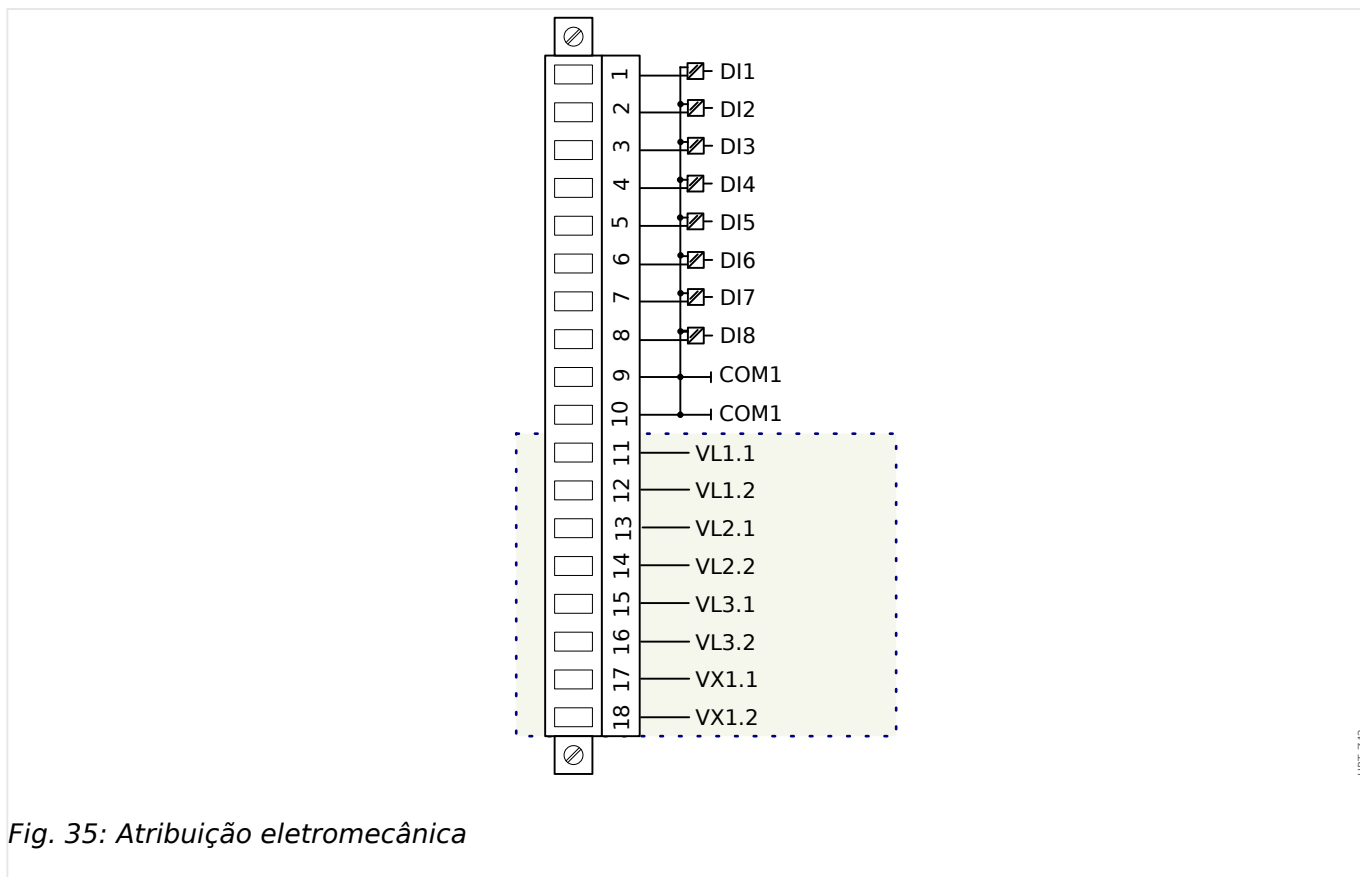 1 DI1
2 DI2
3 DI3
4 DI4
5 DI5
6 DI6
7 DI7
8 DI8
9 COM1
10 COM1
11 VL1.1
12 VL1.2
13 VL2.1
14 VL2.2
15 VL3.1
16 VL3.2
17 VX1.1
18 VX1.2
Fig. 35: Atribuição eletromecânica